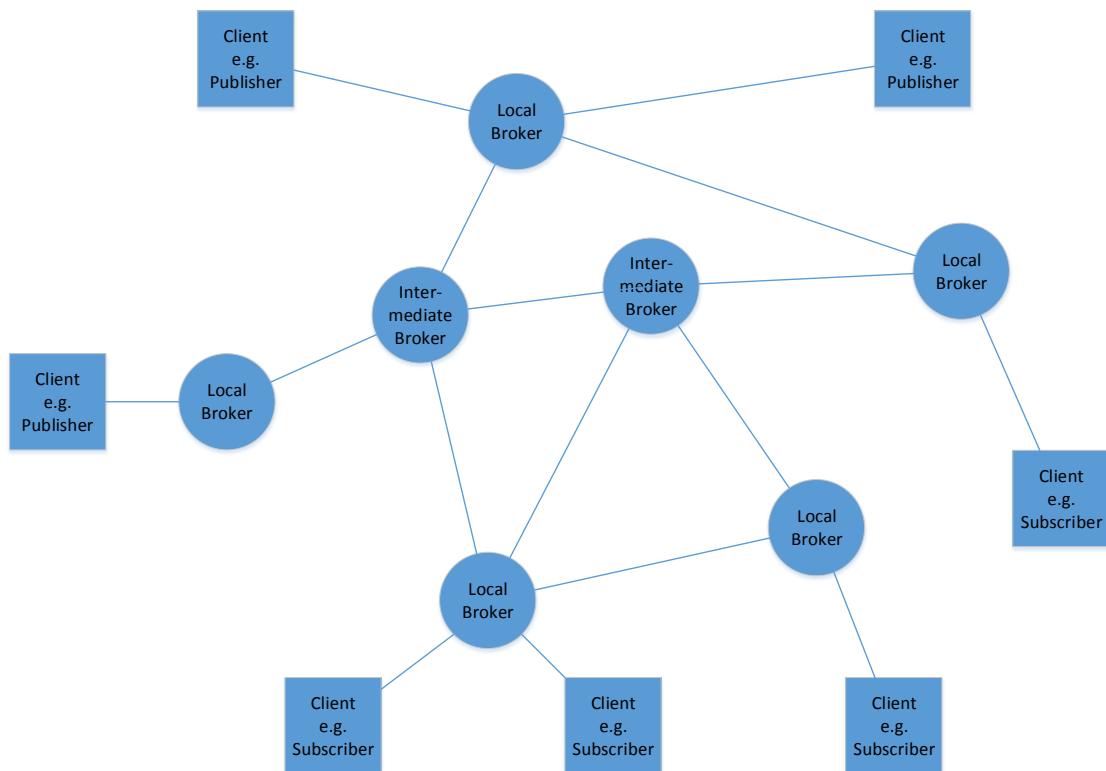 Client
e.g.
Publisher
Client
e.g.
Publisher
Local
Broker
Local
Broker
Inter-
mediate
Broker
Inter-
mediate
Broker
Client
e.g.
Publisher
Local
Broker
Client
e.g.
Subscriber
Local
Broker
Local
Broker
Client
e.g.
Subscriber
Client
e.g.
Subscriber
Client
e.g.
Subscriber